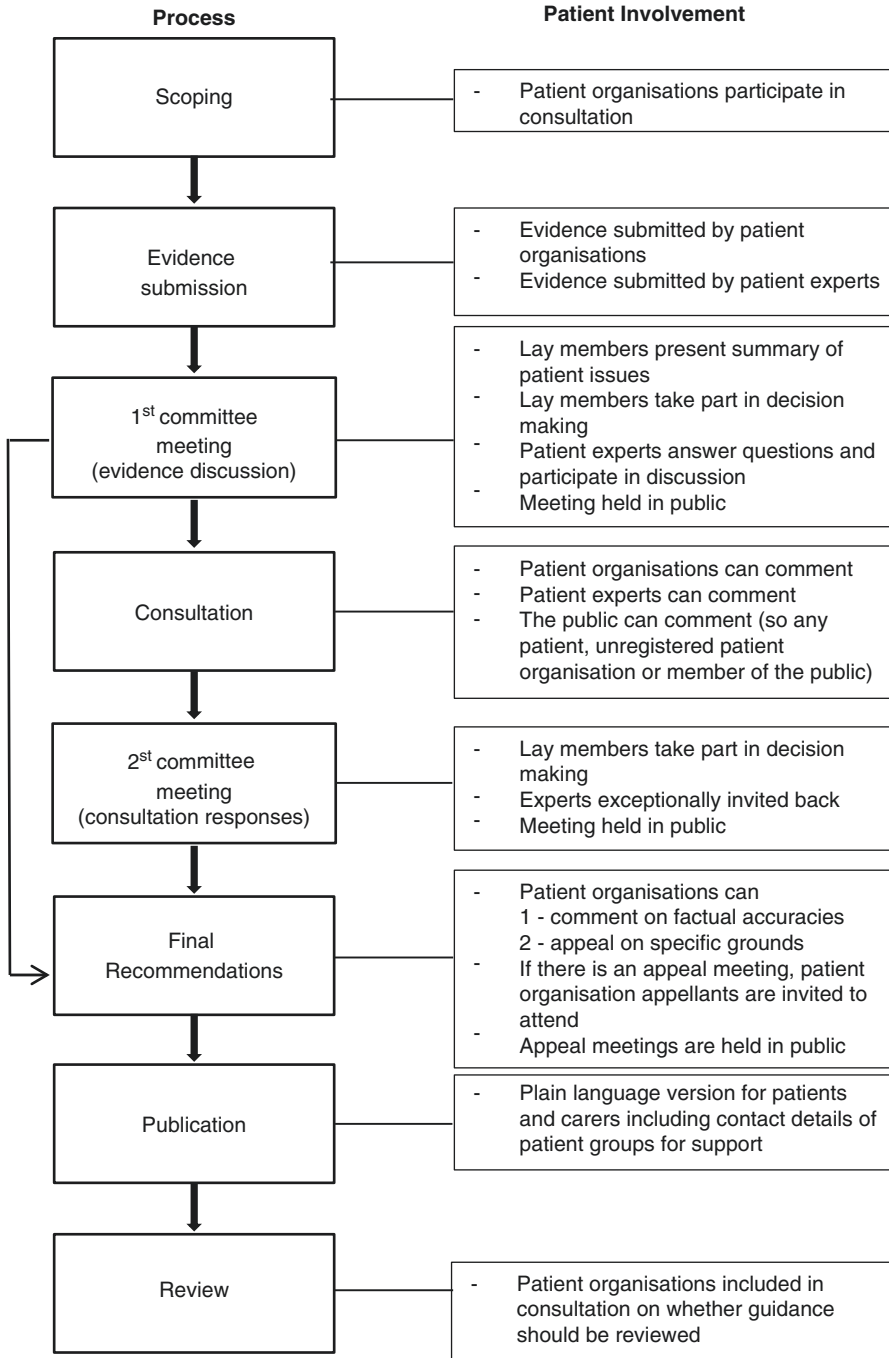 Process
Patient Involvement
Scoping
- Patient organisations participate in
consultation
Evidence
submission
- Evidence submitted by patient
organisations
- Evidence submitted by patient experts
1st committee
meeting
(evidence discussion)
- Lay members present summary of
patient issues
- Lay members take part in decision
making
- Patient experts answer questions and
participate in discussion
- Meeting held in public
Consultation
- Patient organisations can comment
- Patient experts can comment
- The public can comment (so any
patient, unregistered patient
organisation or member of the public)
2st committee
meeting
(consultation responses)
- Lay members take part in decision
making
- Experts exceptionally invited back
- Meeting held in public
Final
Recommendations
- Patient organisations can
1 - comment on factual accuracies
2 - appeal on specific grounds
- If there is an appeal meeting, patient
organisation appellants are invited to
attend
- Appeal meetings are held in public
Publication
- Plain language version for patients
and carers including contact details of
patient groups for support
Review
- Patient organisations included in
consultation on whether guidance
should be reviewed